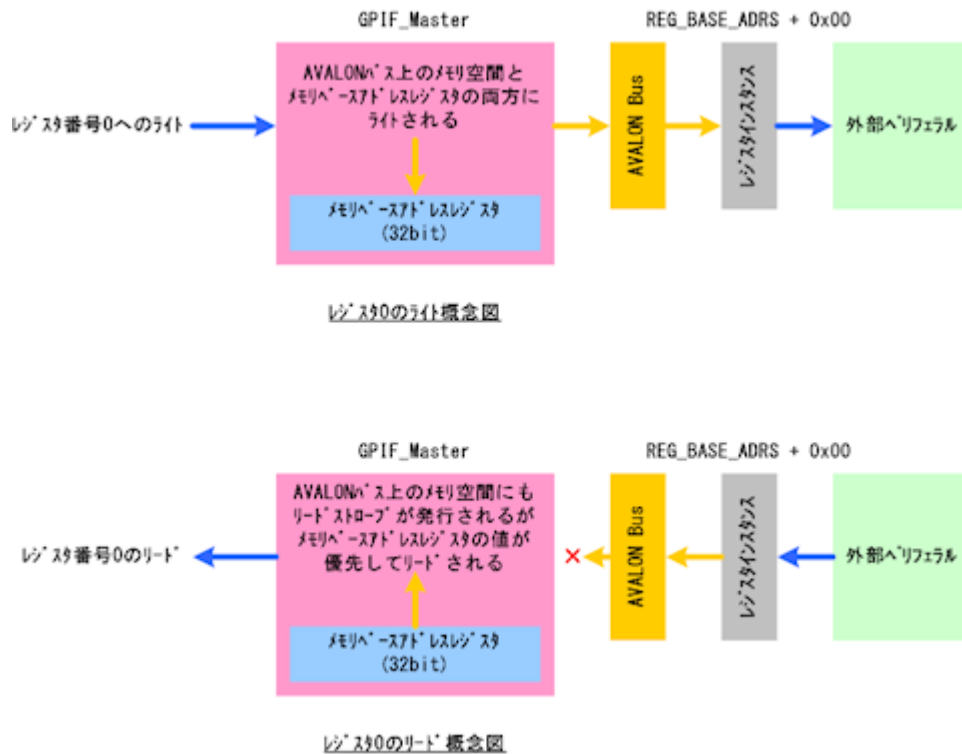 GPIF_Master
REG_BASE_ADRS + 0x00
レジスタ番号0へのライト
AVALONバス上のメモリ空間と
メモリベースアドレスレジスタの両方に
ライトされる
メモリベースアドレスレジスタ
(32bit)
AVALON Bus
レジスタインスタンス
外部ペリフェラル
レジスタ0のライト概念図
GPIF_Master
REG_BASE_ADRS + 0x00
レジスタ番号0のリード
AVALONバス上のメモリ空間にも
リードストローブが発行されるが
メモリベースアドレスレジスタの値が
優先してリードされる
メモリベースアドレスレジスタ
(32bit)
×
AVALON Bus
レジスタインスタンス
外部ペリフェラル
レジスタ0のリード概念図